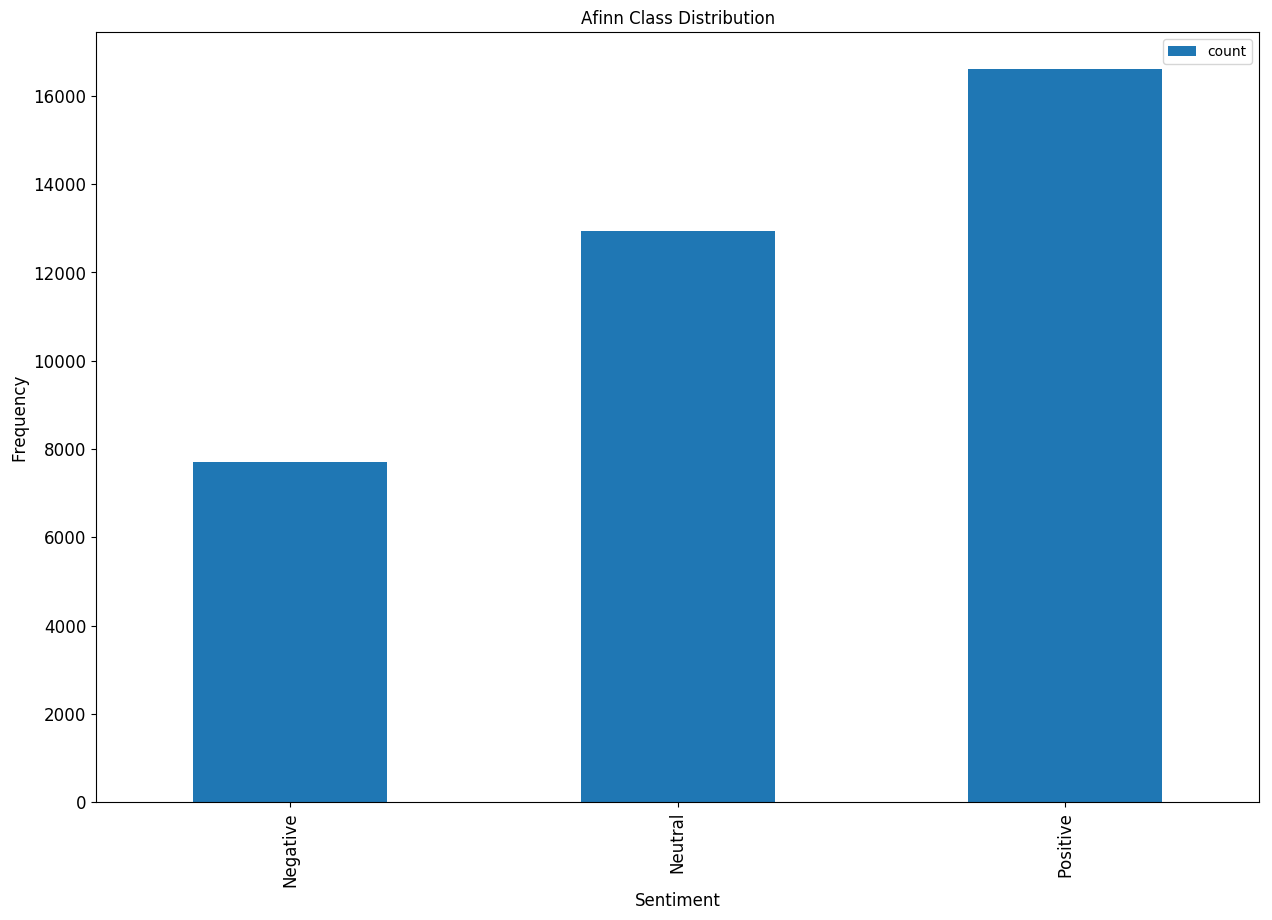 Afinn Class Distribution
count
16000
14000
12000
10000
8000
6000
4000
2000
0
Frequency
Negative
Neutral
Positive
Sentiment